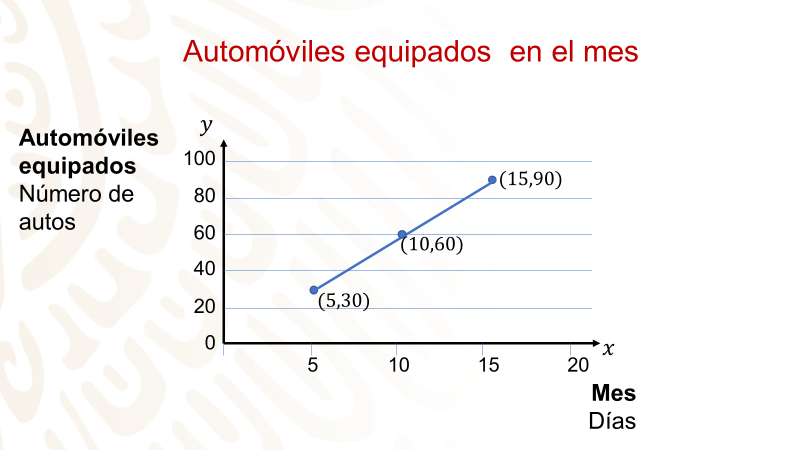 Automóviles equipados  en el mes
Automóviles
equipados
Número de
autos
y
100
80
60
40
20
0
(15,90)
(10,60)
(5,30)
5
10
15
20
x
Mes
Días